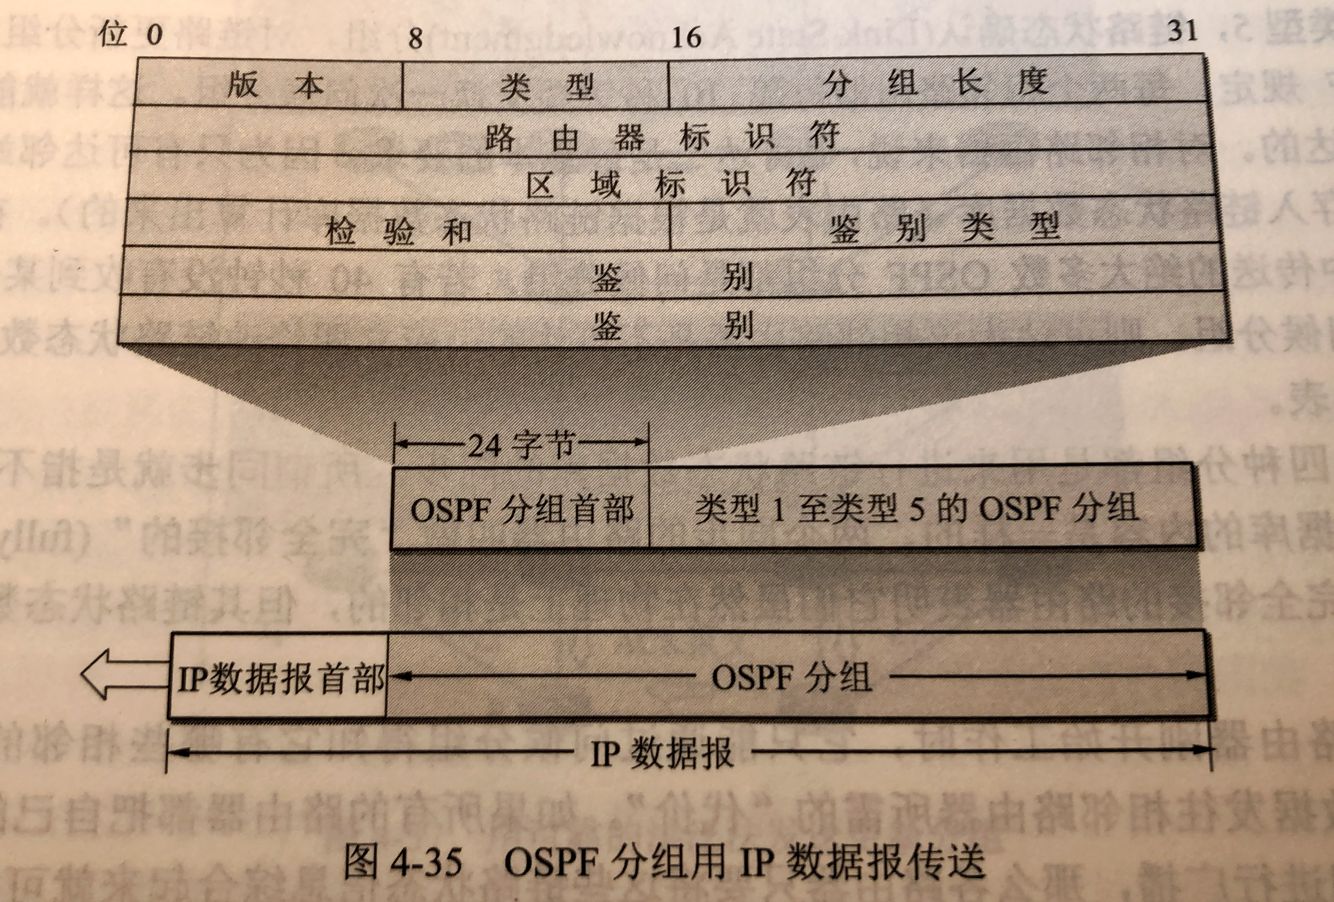 位 0 8 16 31
版本 类型 分组长度
路由器标识符
区域标识符
检验和 鉴别类型
鉴别
鉴别
24 字节
OSPF 分组首部 类型 1 至类型 5 的 OSPF 分组
IP数据报首部 OSPF 分组
IP 数据报
图 4-35 OSPF 分组用 IP 数据报传送